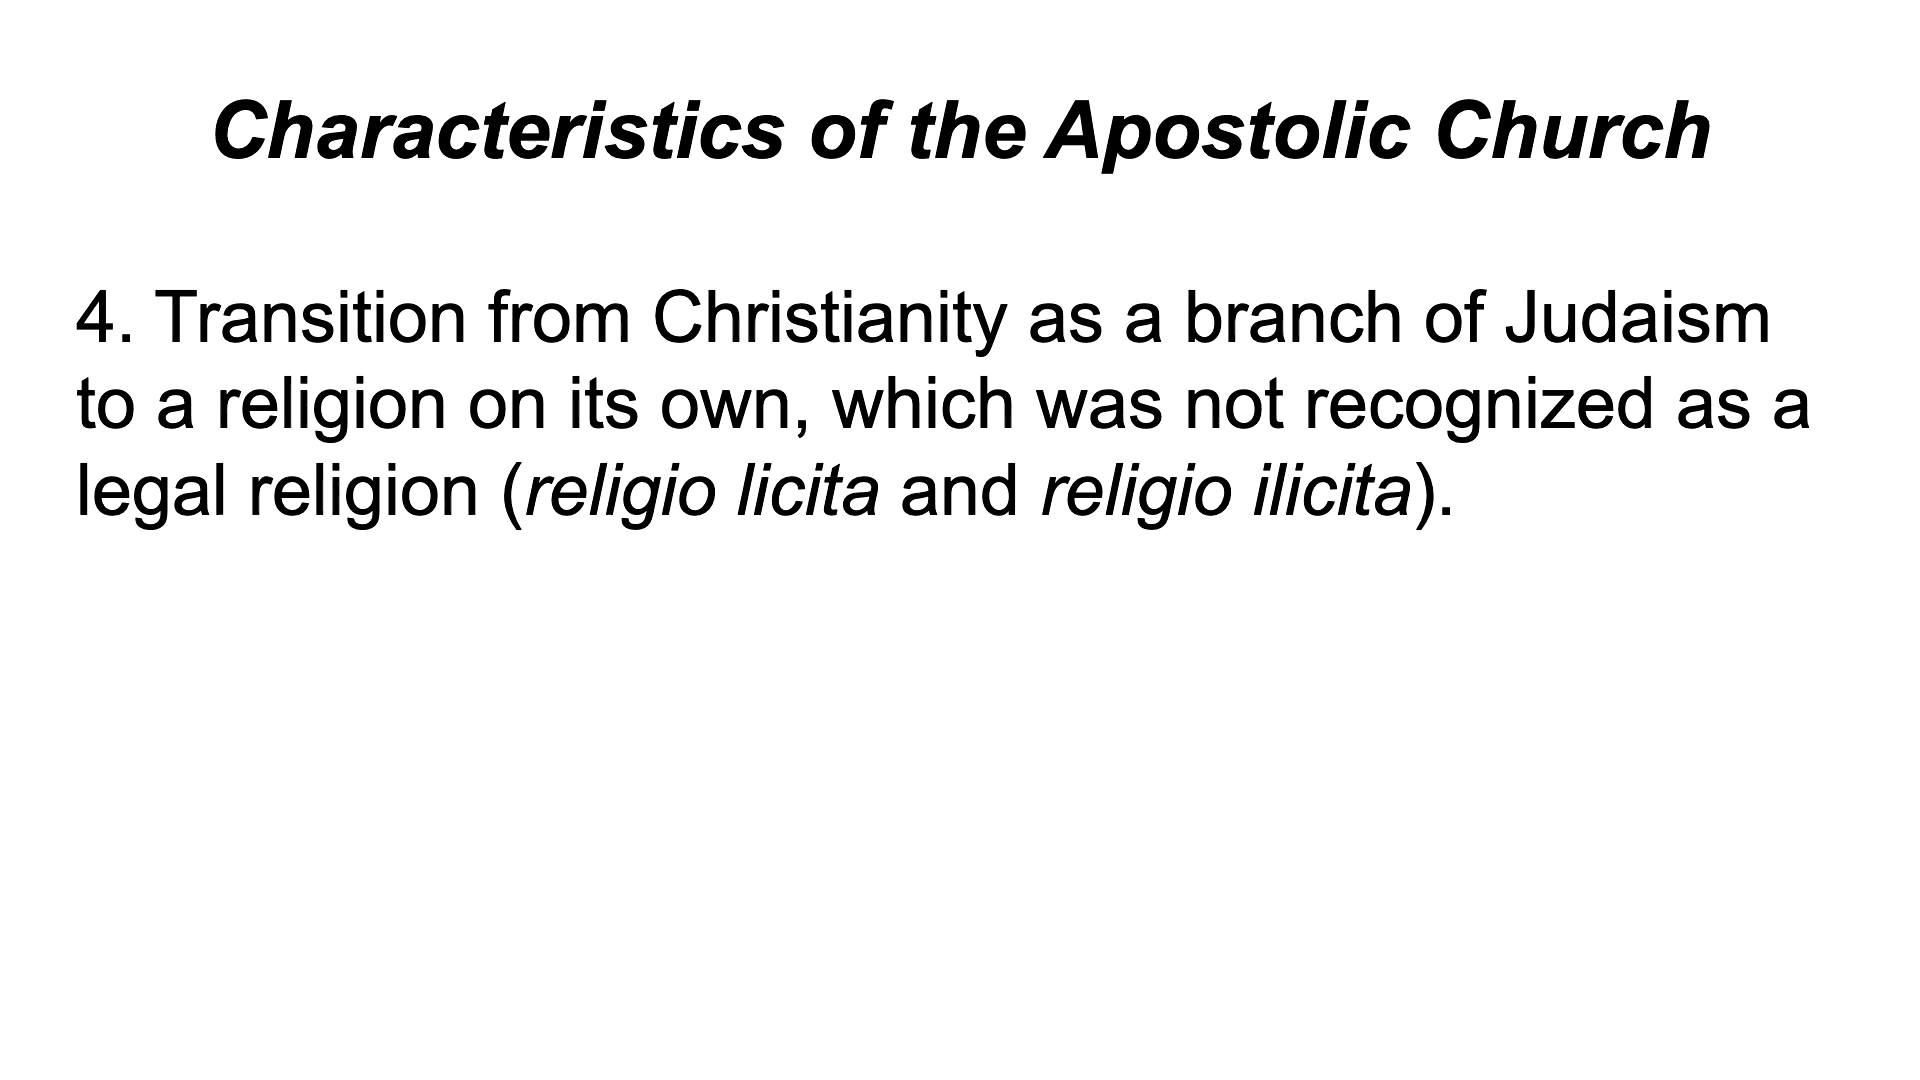 Characteristics of the Apostolic Church
4. Transition from Christianity as a branch of Judaism
to a religion on its own, which was not recognized as a
legal religion (religio licita and religio ilicita).